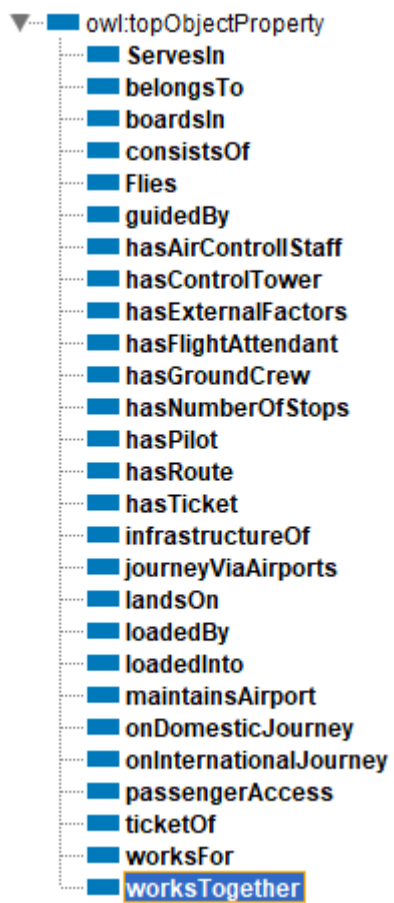 owl:topObjectProperty
ServesIn
belongsTo
boardsIn
consistsOf
Flies
guidedBy
hasAirControllStaff
hasControlTower
hasExternalFactors
hasFlightAttendant
hasGroundCrew
hasNumberOfStops
hasPilot
hasRoute
hasTicket
infrastructureOf
journeyViaAirports
landsOn
loadedBy
loadedInto
maintainsAirport
onDomesticJourney
onInternationalJourney
passengerAccess
ticketOf
worksFor
worksTogether